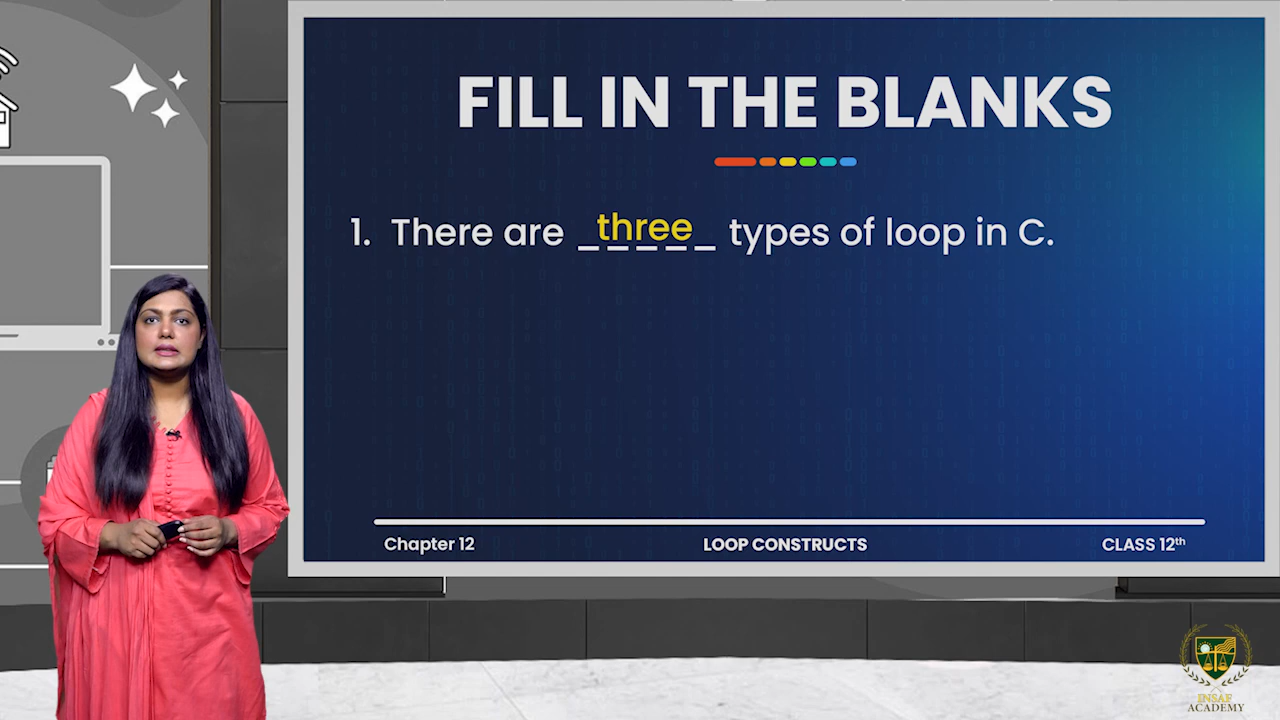 FILL IN THE BLANKS
1. There are _three_ types of loop in C.
Chapter 12
LOOP CONSTRUCTS
CLASS 12th
INSAF
ACADEMY